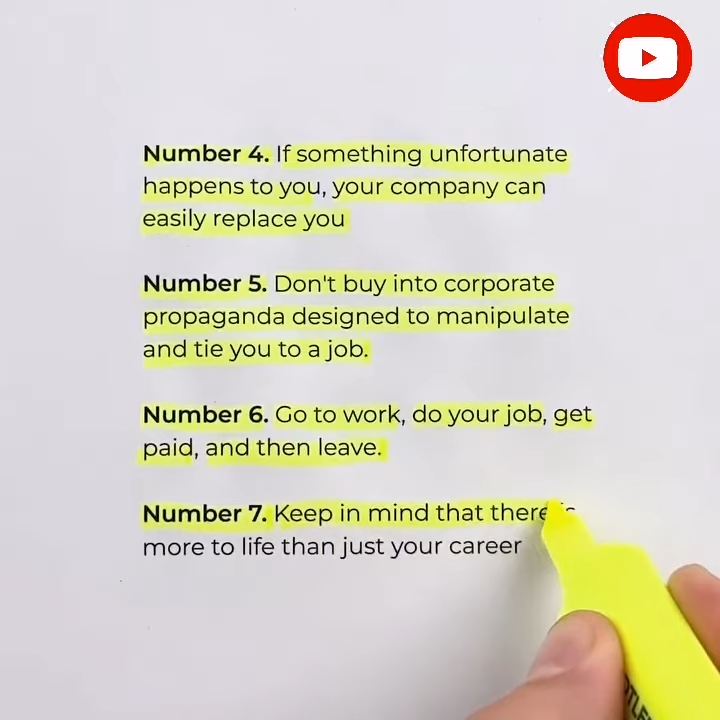 Number 4. If something unfortunate
happens to you, your company can
easily replace you
Number 5. Don't buy into corporate
propaganda designed to manipulate
and tie you to a job.
Number 6. Go to work, do your job, get
paid, and then leave.
Number 7. Keep in mind that there is
more to life than just your career